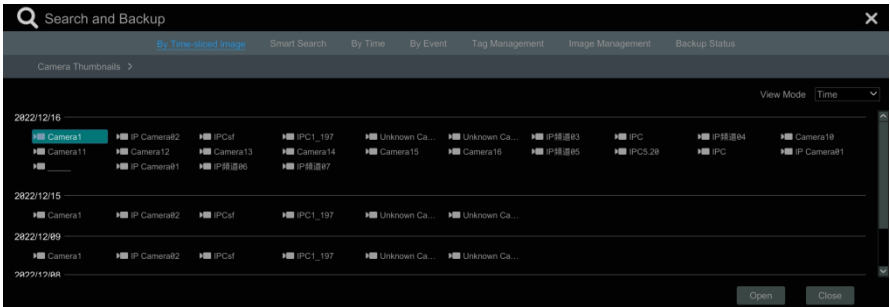 Search and Backup
By Time-sliced Image Smart Search By Time By Event Tag Management Image Management Backup Status
Camera Thumbnails >
View Mode Time
2022/12/16
Camera1 IP Camera02 IPCsf IPC1_197 Unknown Ca... Unknown Ca... IP頻道03 IPC IP頻道04 Camera10
Camera11 Camera12 Camera13 Camera14 Camera15 Camera16 IP頻道05 IPC5.20 IPC IP Camera01
_____ IP Camera01 IP頻道06 IP頻道07
2022/12/15
Camera1 IP Camera02 IPCsf IPC1_197 Unknown Ca... Unknown Ca...
2022/12/09
Camera1 IP Camera02 IPCsf IPC1_197 Unknown Ca... Unknown Ca...
2022/12/08
Open Close